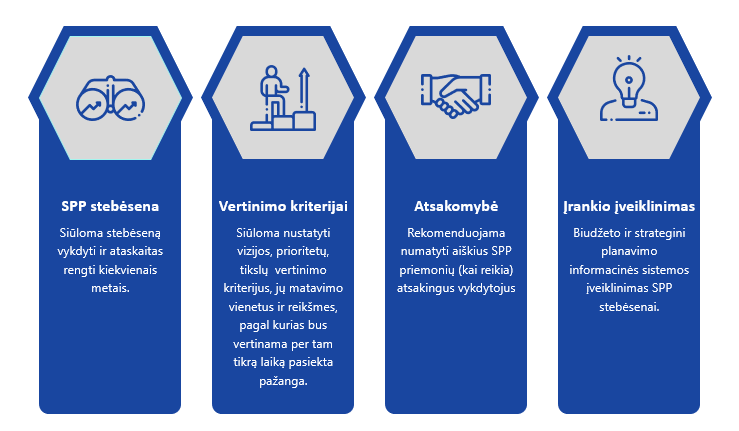 SPP stebėsena
Siūloma stebėseną
vykdyti ir ataskaitas
rengti kiekvienais
metais.
Vertinimo kriterijai
Siūloma nustatyti
vizijos, prioritetų,
tikslų vertinimo
kriterijus, jų matavimo
vienetus ir reikšmes,
pagal kurias bus
vertinama per tam
tikrą laiką pasiekta
pažanga.
Atsakomybė
Rekomenduojama
numatyti aiškius SPP
priemonių (kai reikia)
atsakingus vykdytojus
Įrankio įveiklinimas
Biudžeto ir strategini
planavimo
informacinės sistemos
įveiklinimas SPP
stebėsenai.